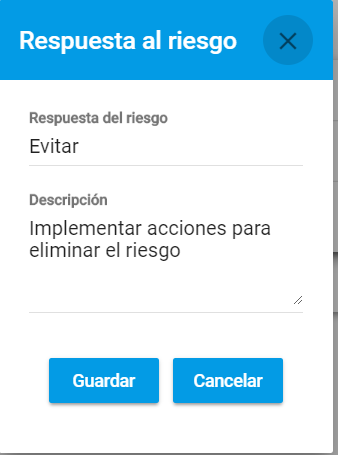 Respuesta al riesgo
Respuesta del riesgo
Evitar
Descripción
Implementar acciones para
eliminar el riesgo
Guardar
Cancelar